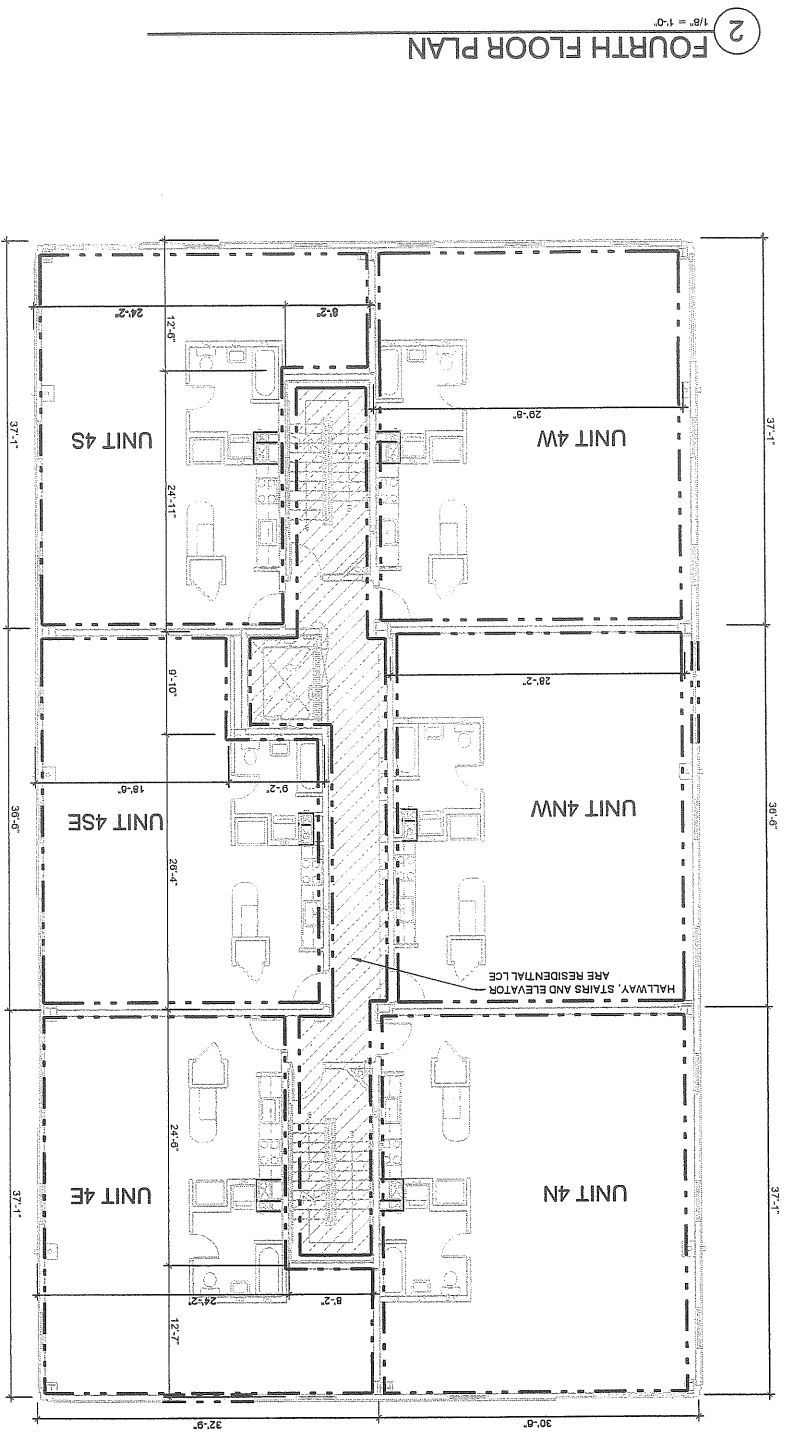 30'-8"
32'-9"
12'-7"
8'-2"
24'-2"
37'-1"
UNIT 4N
UNIT 4E
37'-1"
24'-6"
HALLWAY, STAIRS AND ELEVATOR
ARE RESIDENTIAL LCE
26'-4"
36'-6"
UNIT 4NW
UNIT 4SE
36'-6"
9'-2"
18'-6"
28'-2"
9'-10"
24'-11"
37'-1"
UNIT 4W
UNIT 4S
37'-1"
29'-8"
12'-6"
8'-2"
24'-2"
2
FOURTH FLOOR PLAN
1/8" = 1'-0"